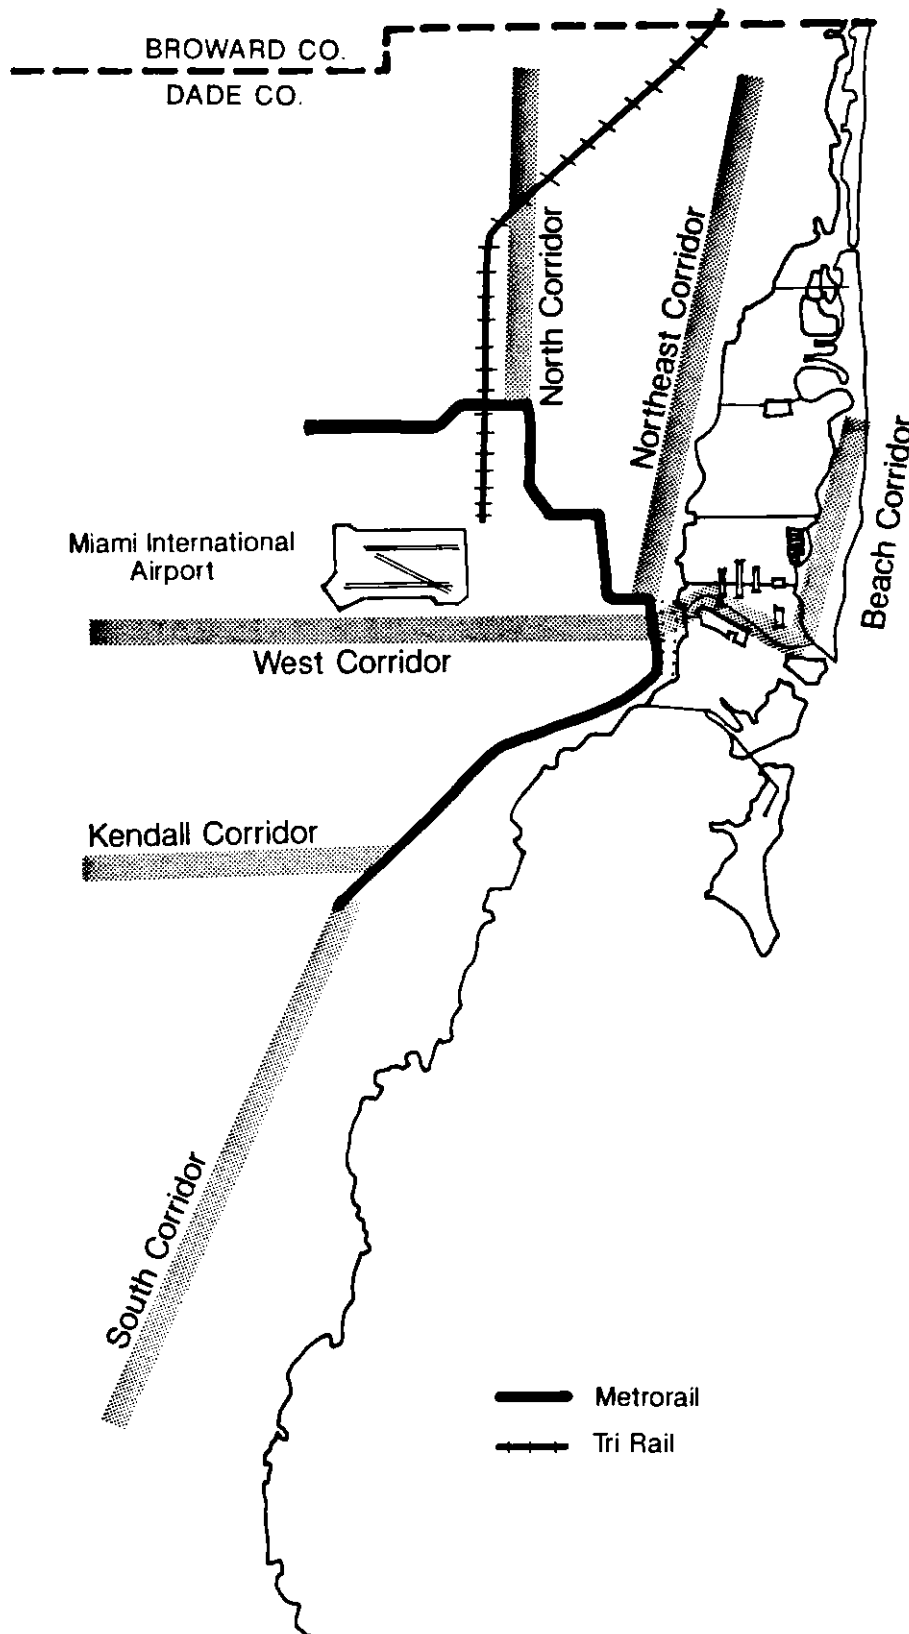 BROWARD CO.
DADE CO.
North Corridor
Northeast Corridor
Beach Corridor
Miami International
Airport
West Corridor
Kendall Corridor
South Corridor
Metrorail
Tri Rail